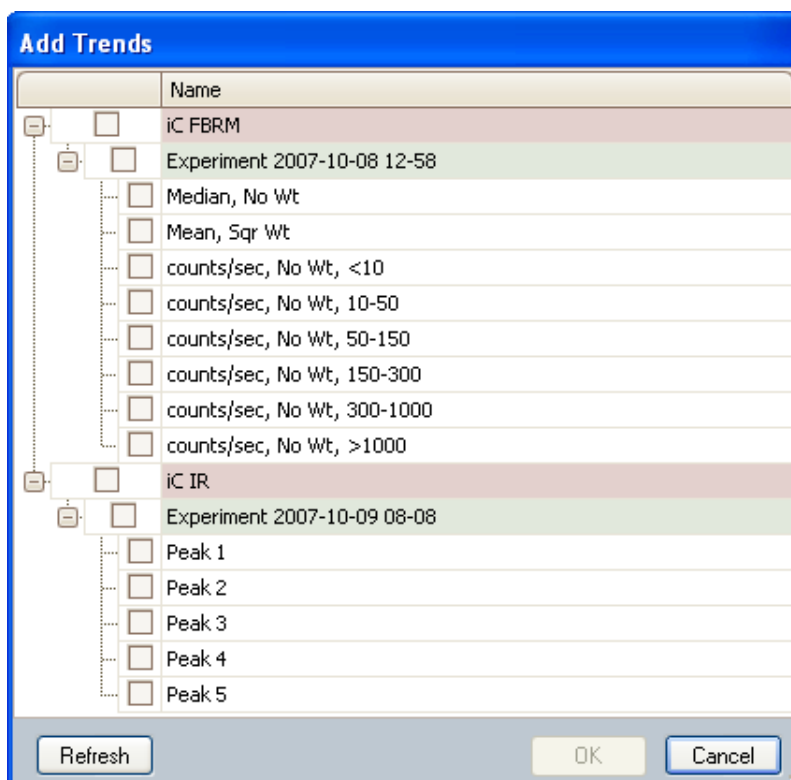 Add Trends
Name
iC FBRM
Experiment 2007-10-08 12-58
Median, No Wt
Mean, Sqr Wt
counts/sec, No Wt, <10
counts/sec, No Wt, 10-50
counts/sec, No Wt, 50-150
counts/sec, No Wt, 150-300
counts/sec, No Wt, 300-1000
counts/sec, No Wt, >1000
iC IR
Experiment 2007-10-09 08-08
Peak 1
Peak 2
Peak 3
Peak 4
Peak 5
Refresh OK Cancel